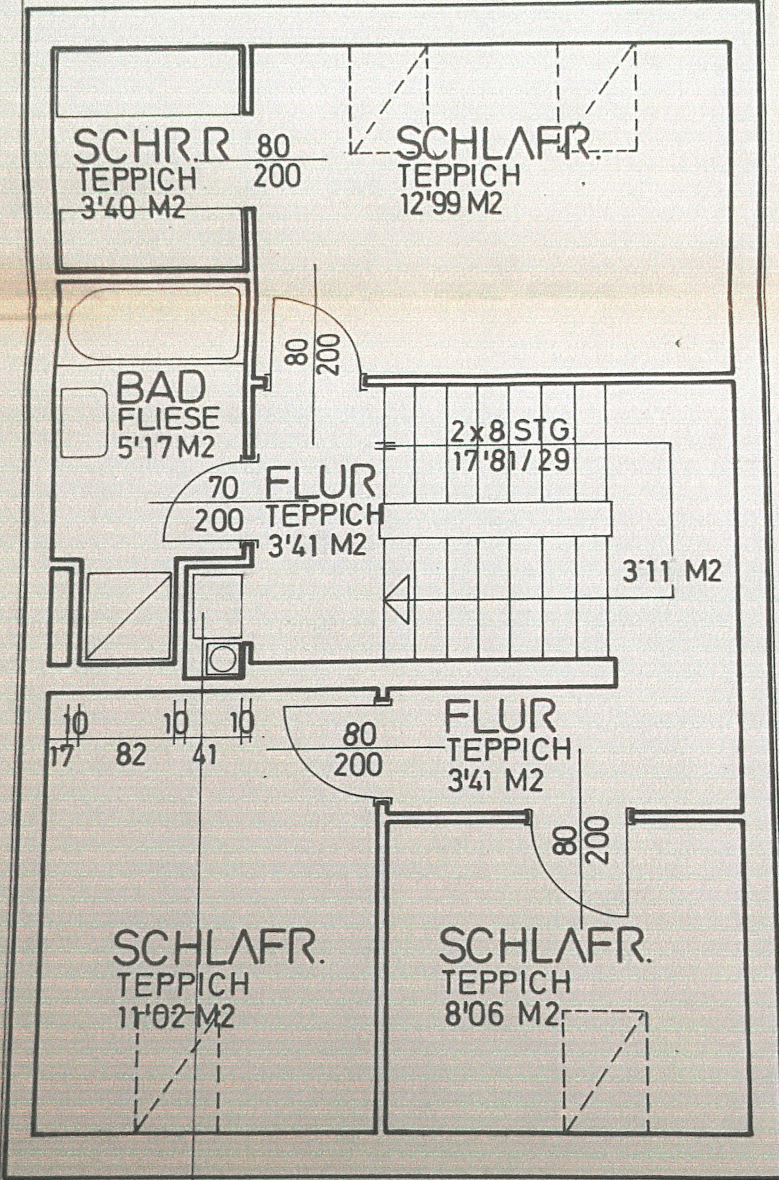 SCHR.R
TEPPICH
3'40 M2
80
200
SCHLAFR.
TEPPICH
12'99 M2
80
200
BAD
FLIESE
5'17 M2
70
200
FLUR
TEPPICH
3'41 M2
2x8 STG.
17'81/29
3'11 M2
10
10
10
17
82
41
80
200
FLUR
TEPPICH
3'41 M2
80
200
SCHLAFR.
TEPPICH
11'02 M2
SCHLAFR.
TEPPICH
8'06 M2